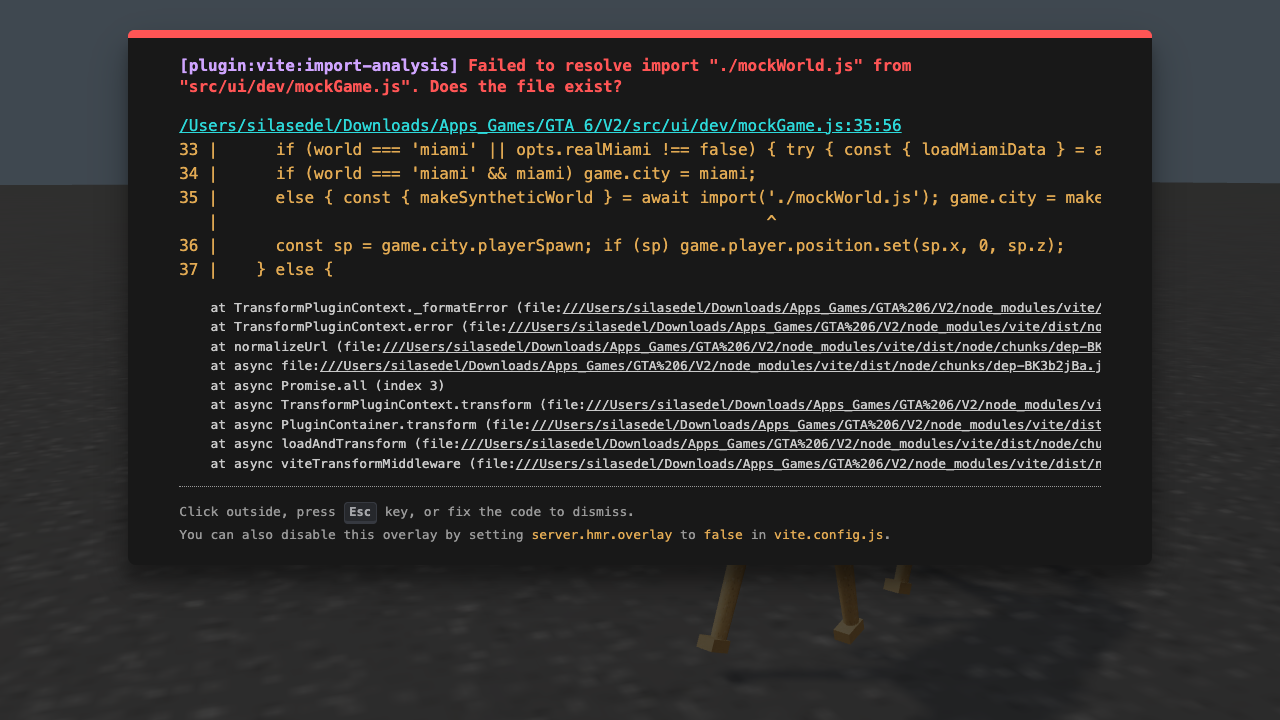 [plugin:vite:import-analysis] Failed to resolve import "./mockWorld.js" from
"src/ui/dev/mockGame.js". Does the file exist?
/Users/silasedel/Downloads/Apps_Games/GTA 6/V2/src/ui/dev/mockGame.js:35:56
33 |      if (world === 'miami' || opts.realMiami !== false) { try { const { loadMiamiData } = a
34 |      if (world === 'miami' && miami) game.city = miami;
35 |      else { const { makeSyntheticWorld } = await import('./mockWorld.js'); game.city = make
   |                                                          ^
36 |      const sp = game.city.playerSpawn; if (sp) game.player.position.set(sp.x, 0, sp.z);
37 |    } else {
at TransformPluginContext._formatError (file:///Users/silasedel/Downloads/Apps_Games/GTA%206/V2/node_modules/vite/
at TransformPluginContext.error (file:///Users/silasedel/Downloads/Apps_Games/GTA%206/V2/node_modules/vite/dist/no
at normalizeUrl (file:///Users/silasedel/Downloads/Apps_Games/GTA%206/V2/node_modules/vite/dist/node/chunks/dep-BK
at async file:///Users/silasedel/Downloads/Apps_Games/GTA%206/V2/node_modules/vite/dist/node/chunks/dep-BK3b2jBa.j
at async Promise.all (index 3)
at async TransformPluginContext.transform (file:///Users/silasedel/Downloads/Apps_Games/GTA%206/V2/node_modules/vi
at async PluginContainer.transform (file:///Users/silasedel/Downloads/Apps_Games/GTA%206/V2/node_modules/vite/dist
at async loadAndTransform (file:///Users/silasedel/Downloads/Apps_Games/GTA%206/V2/node_modules/vite/dist/node/chu
at async viteTransformMiddleware (file:///Users/silasedel/Downloads/Apps_Games/GTA%206/V2/node_modules/vite/dist/n
Click outside, press Esc key, or fix the code to dismiss.
You can also disable this overlay by setting server.hmr.overlay to false in vite.config.js.